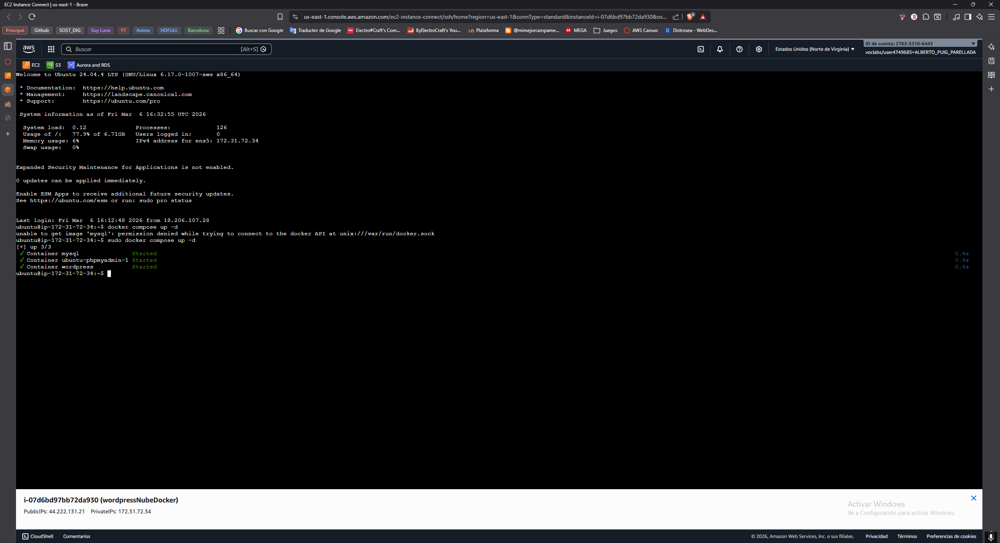 EC2 Instance Connect | us-east-1 - Brave
us-east-1.console.aws.amazon.com/ec2-instance-connect/ssh/home?region=us-east-1&connType=standard&instanceId=i-07d6bd97bb72da930&os...
6
Principal Github SOST_DIG Soy Luna YT Anime HDFULL Barcelona Buscar con Google Traductor de Google Electro#Craft's Com... ByElectroCraft's You... Plataforma @mimejorcampame... MEGA Juegos AWS Canvas Distrosea - WebDes...
aws Buscar [Alt+S] Estados Unidos (Norte de Virginia) ▼
ID de cuenta: 2763-5310-6443
voclabs/user4749685=ALBERTO_PUIG_PARELLADA
EC2 S3 Aurora and RDS
Welcome to Ubuntu 24.04.4 LTS (GNU/Linux 6.17.0-1007-aws x86_64)
* Documentation: https://help.ubuntu.com
* Management: https://landscape.canonical.com
* Support: https://ubuntu.com/pro
System information as of Fri Mar 6 16:32:55 UTC 2026
System load: 0.12 Processes: 126
Usage of /: 77.9% of 6.71GB Users logged in: 0
Memory usage: 6% IPv4 address for ens5: 172.31.72.34
Swap usage: 0%
Expanded Security Maintenance for Applications is not enabled.
0 updates can be applied immediately.
Enable ESM Apps to receive additional future security updates.
See https://ubuntu.com/esm or run: sudo pro status
Last login: Fri Mar 6 16:12:48 2026 from 18.206.107.28
ubuntu@ip-172-31-72-34:~$ docker compose up -d
unable to get image 'mysql': permission denied while trying to connect to the docker API at unix:///var/run/docker.sock
ubuntu@ip-172-31-72-34:~$ sudo docker compose up -d
[+] up 3/3
✓ Container mysql Started 0.4s
✓ Container ubuntu-phpmyadmin-1 Started 0.4s
✓ Container wordpress Started 0.4s
ubuntu@ip-172-31-72-34:~$
i-07d6bd97bb72da930 (wordpressNubeDocker)
PublicIPs: 44.222.131.21 PrivateIPs: 172.31.72.34
Activar Windows
Ve a Configuración para activar Windows.
CloudShell Comentarios © 2026, Amazon Web Services, Inc. o sus filiales. Privacidad Términos Preferencias de cookies